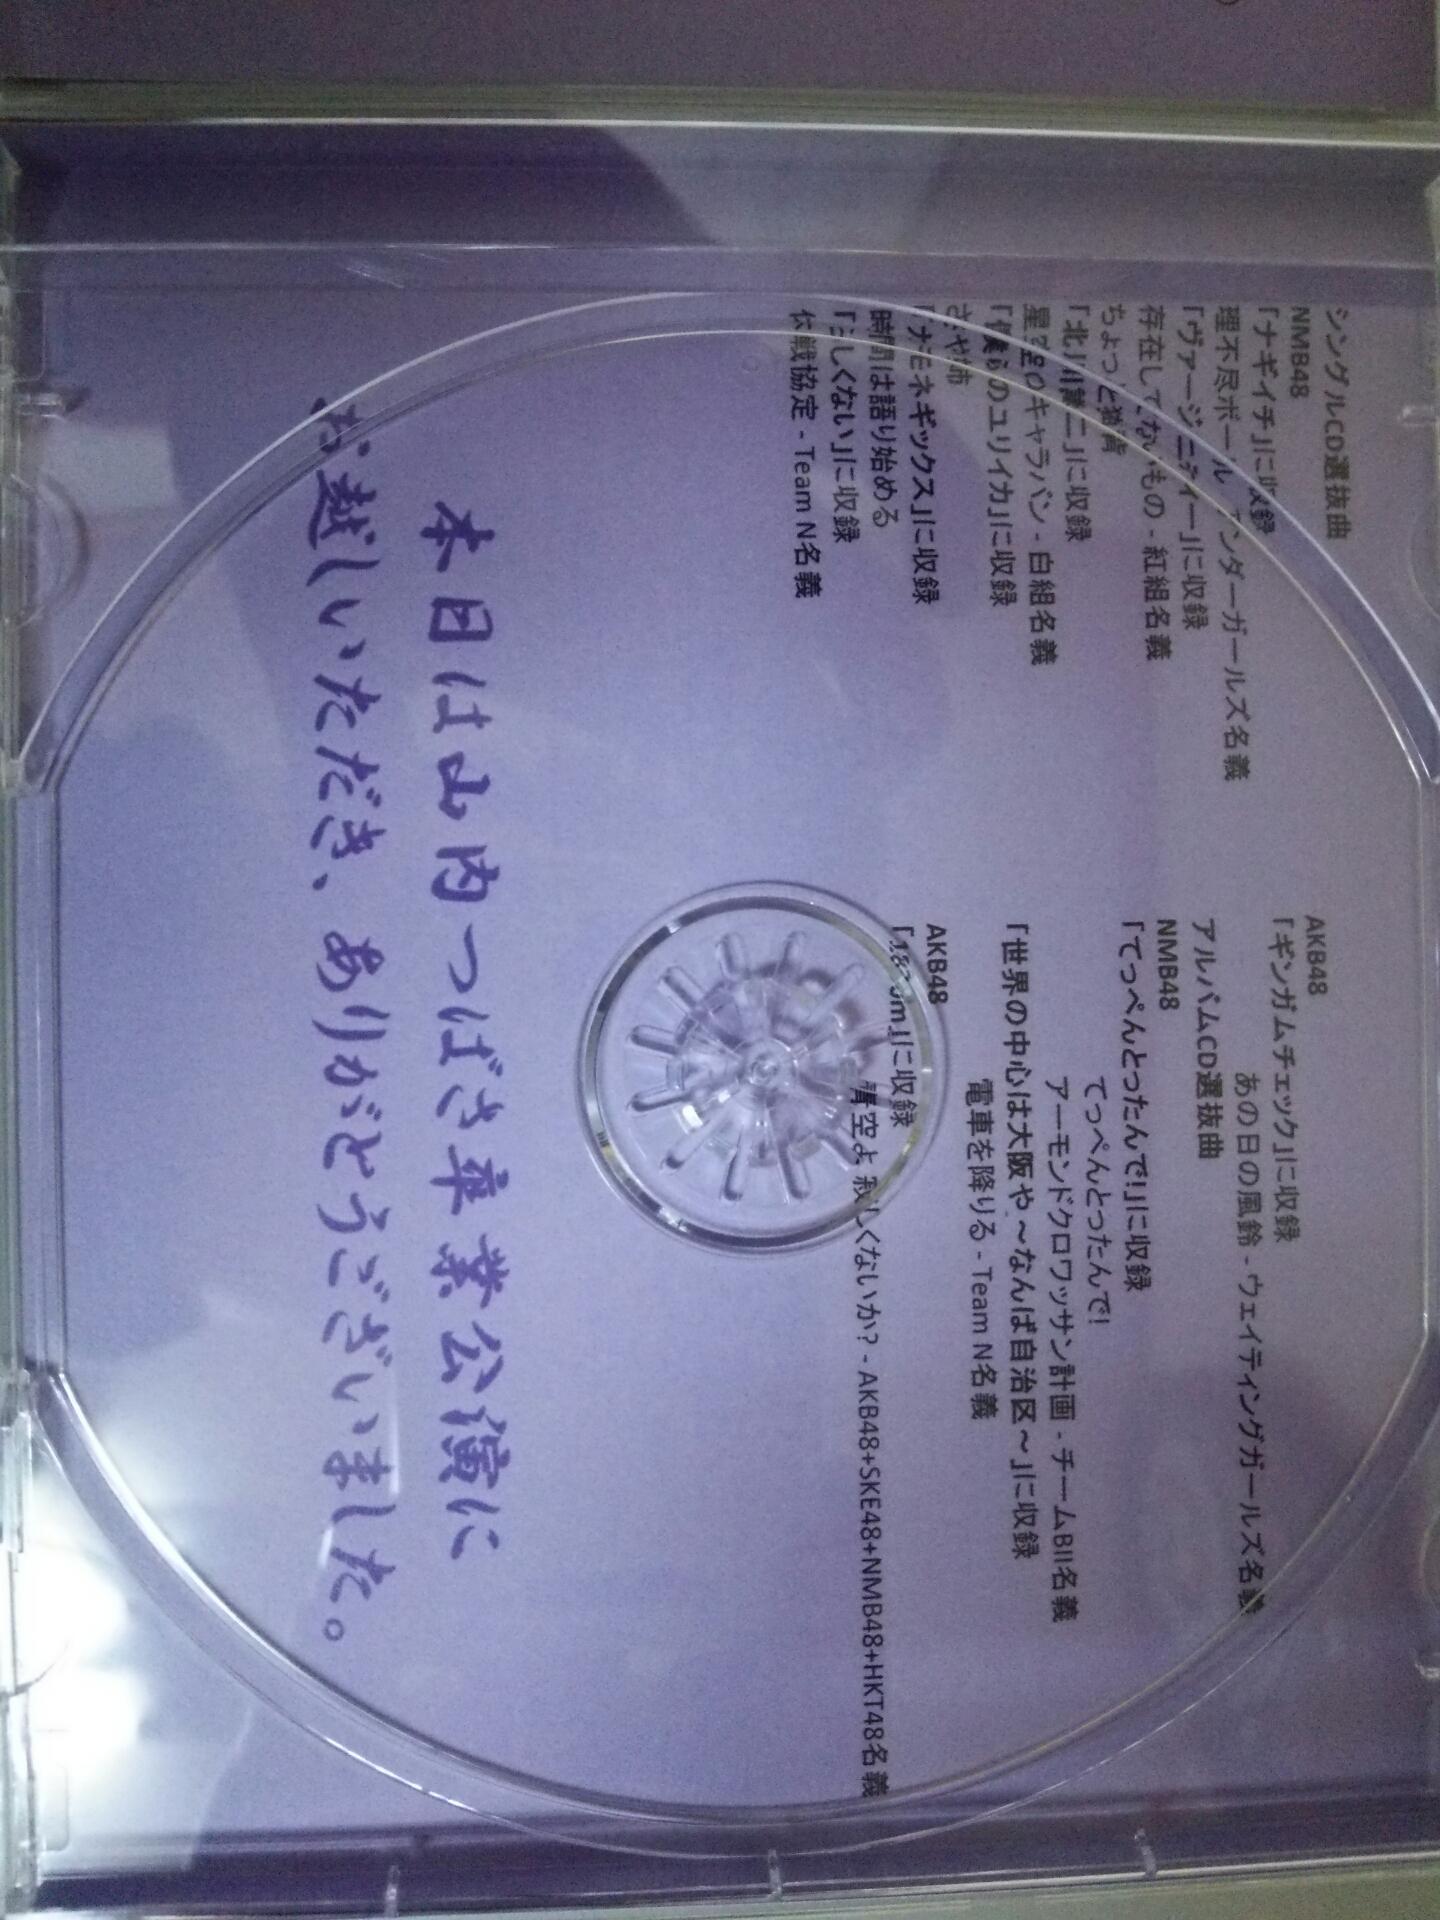 シングルCD選抜曲
NMB48
「ナギイチ」に収録
理不尽ボール アンダーガールズ名義
「ヴァージニティー」に収録
存在してないもの - 紅組名義
ちょっと猫背
「北川謙二」に収録
星空のキャラバン - 白組名義
「僕らのユリイカ」に収録
さや姉
「カモネギックス」に収録
時間は語り始める
「らしくない」に収録
休戦協定 - Team N名義
AKB48
「ギンガムチェック」に収録
あの日の風鈴 - ウェイティングガールズ名義
アルバムCD選抜曲
NMB48
「てっぺんとったんで!」に収録
てっぺんとったんで!
アーモンドクロワッサン計画 - チームBII名義
「世界の中心は大阪や 〜なんば自治区〜」に収録
電車を降りる - Team N名義
AKB48
「1830m」に収録
青空よ 寂しくないか? - AKB48+SKE48+NMB48+HKT48名義
本日は山内つばさ卒業公演に
お越しいただき、ありがとうございました。